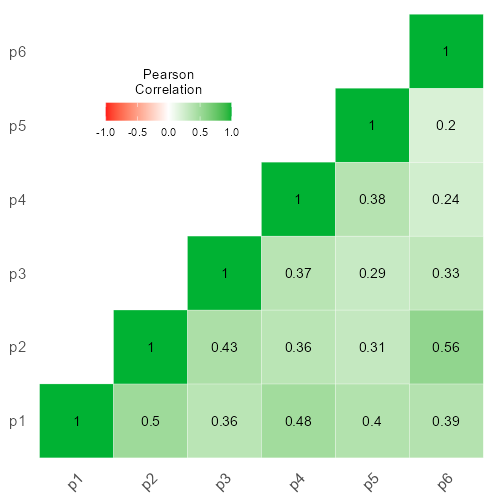 p6 1
Pearson
Correlation
-1.0 -0.5 0.0 0.5 1.0
p5 1 0.2
p4 1 0.38 0.24
p3 1 0.37 0.29 0.33
p2 1 0.43 0.36 0.31 0.56
p1 1 0.5 0.36 0.48 0.4 0.39
p1 p2 p3 p4 p5 p6